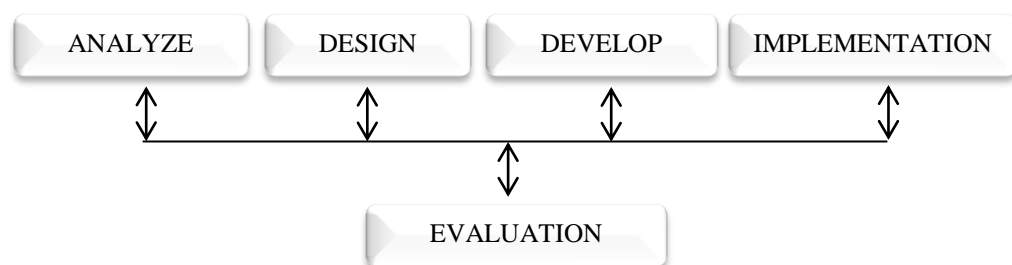 ANALYZE
DESIGN
DEVELOP
IMPLEMENTATION
EVALUATION